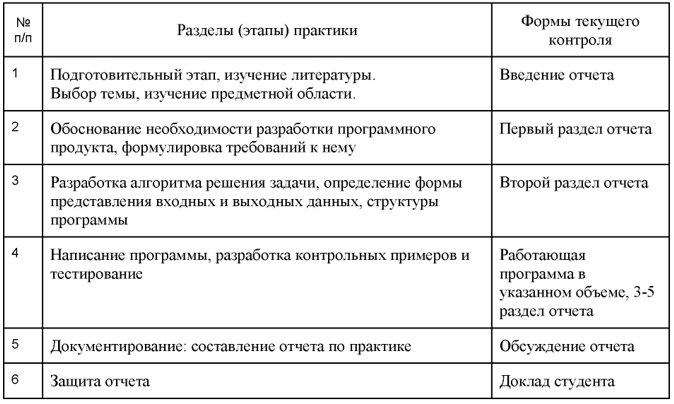 № Разделы (этапы) практики Формы текущего
п/п контроля
1 Подготовительный этап, изучение литературы. Введение отчета
Выбор темы, изучение предметной области.
2 Обоснование необходимости разработки программного Первый раздел отчета
продукта, формулировка требований к нему
3 Разработка алгоритма решения задачи, определение формы Второй раздел отчета
представления входных и выходных данных, структуры
программы
4 Написание программы, разработка контрольных примеров и Работающая
тестирование программа в
указанном объеме, 3-5
раздел отчета
5 Документирование: составление отчета по практике Обсуждение отчета
6 Защита отчета Доклад студента